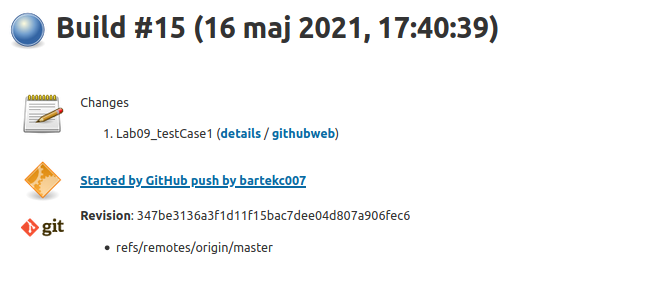 Build #15 (16 maj 2021, 17:40:39)
Changes
1. Lab09_testCase1 (details / githubweb)
Started by GitHub push by bartekc007
git
Revision: 347be3136a3f1d11f15bac7dee04d807a906fec6
• refs/remotes/origin/master